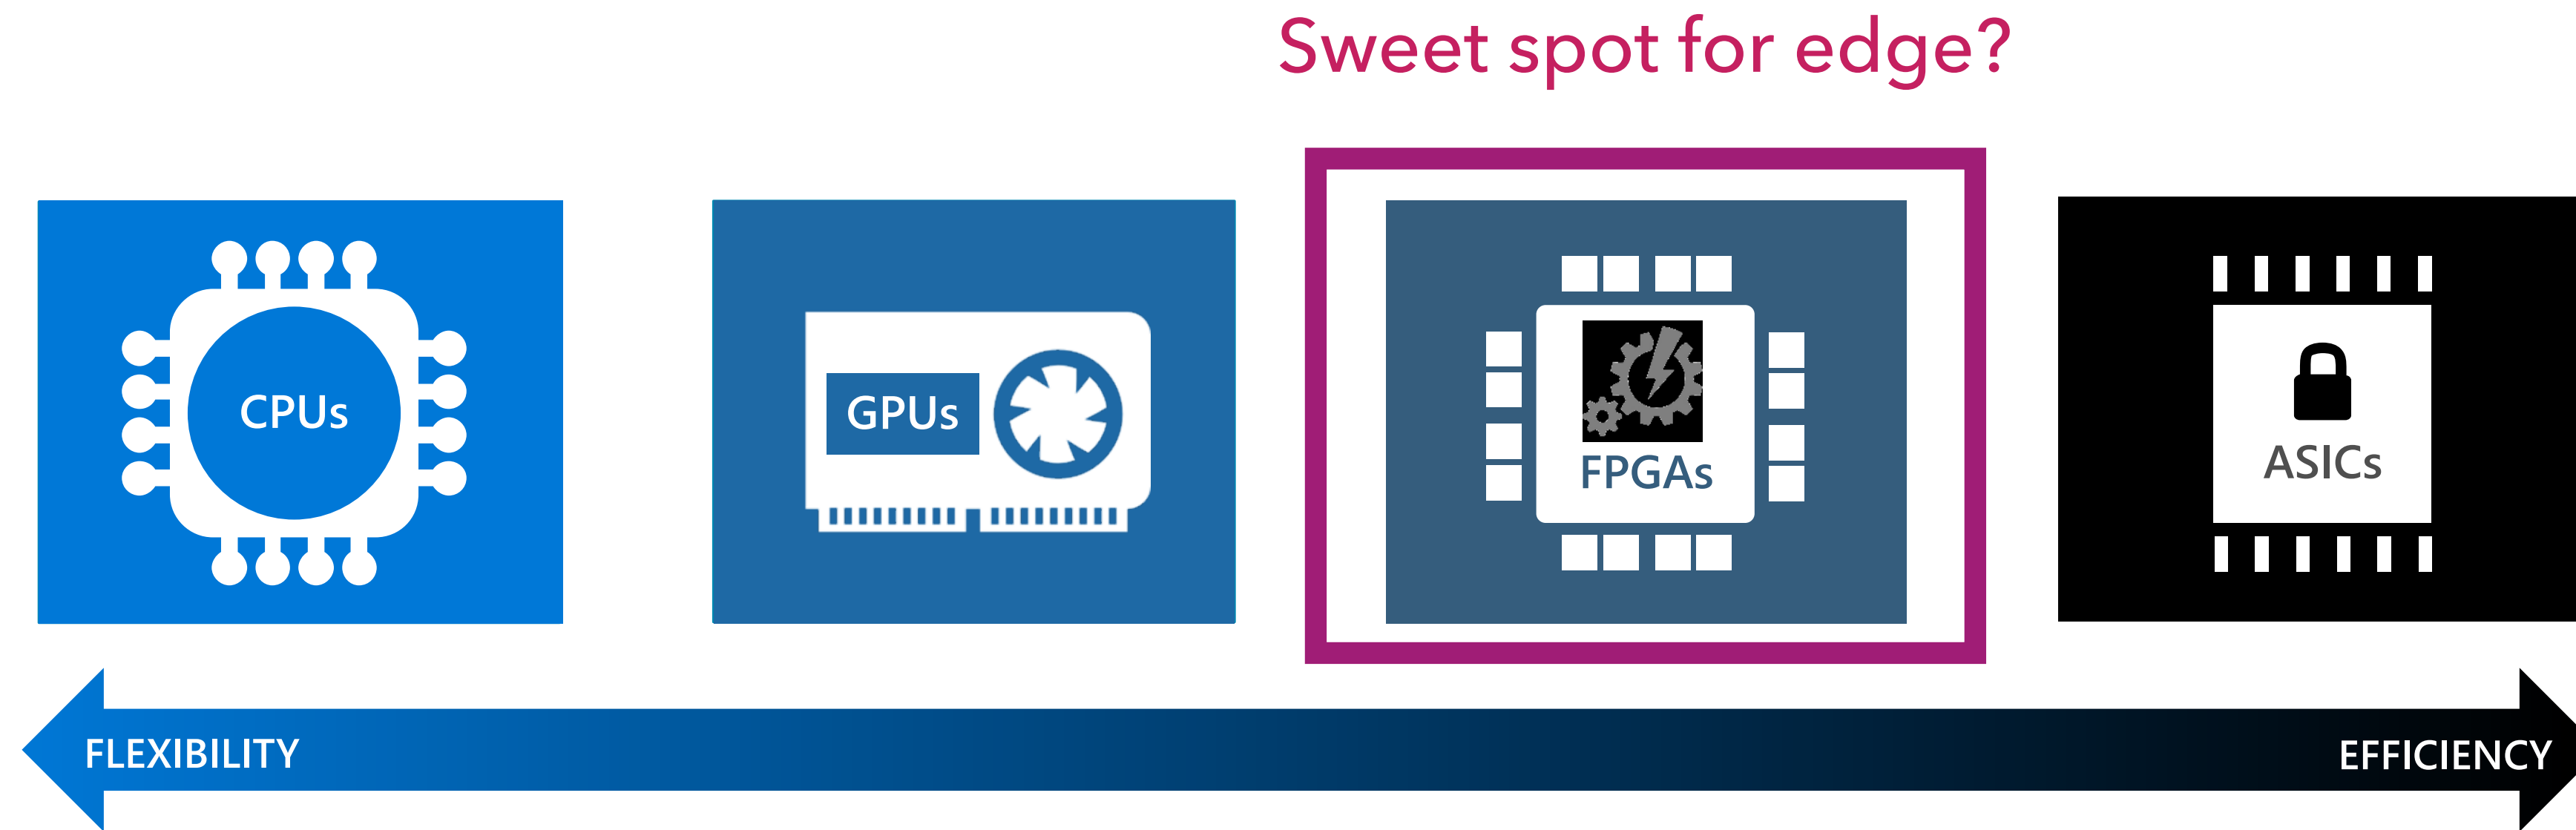 Sweet spot for edge?
CPUs
GPUs
FPGAs
ASICs
FLEXIBILITY
EFFICIENCY